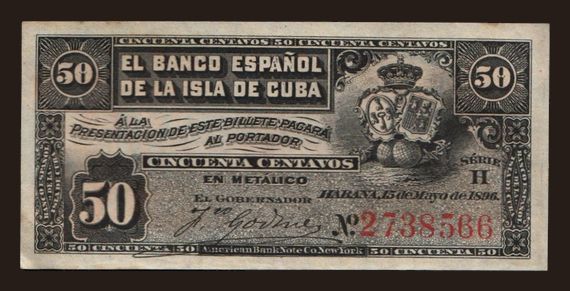 CINCUENTA CENTAVOS 50 CINCUENTA CENTAVOS
50 EL BANCO ESPAÑOL 50
DE LA ISLA DE CUBA
Á LA
PRESENTACIÓN DE ESTE BILLETE PAGARÁ
AL PORTADOR
CINCUENTA CENTAVOS
SÉRIE
EN METÁLICO H
50 EL GOBERNADOR HABANA, 15 de Mayo de 1896.
Nº 2738566
50 CINCUENTA 50 American Bank Note Co. New York 50 CINCUENTA 50